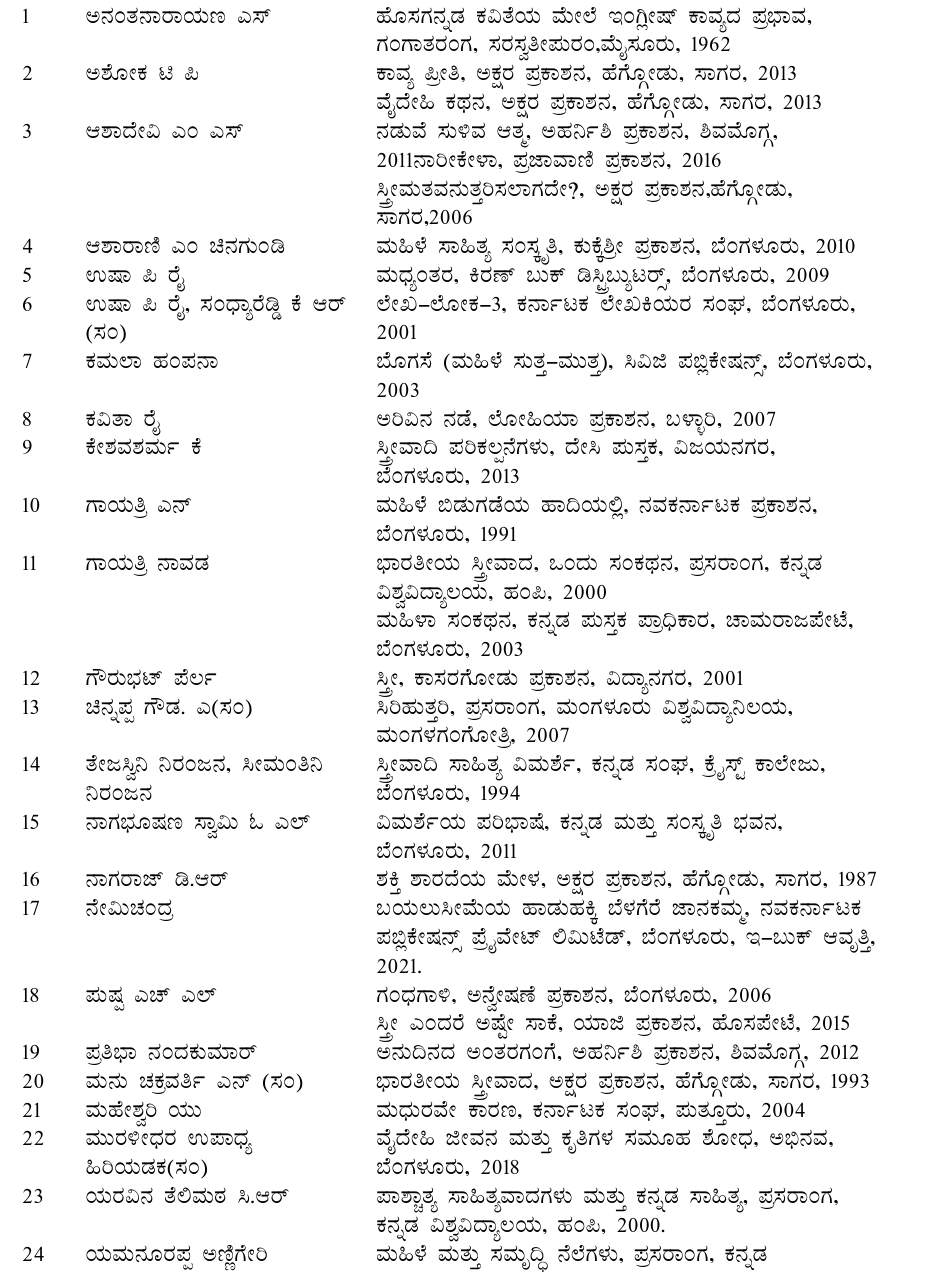 1 ಅನಂತನಾರಾಯಣ ಎಸ್ ಹೊಸಗನ್ನಡ ಕವಿತೆಯ ಮೇಲೆ ಇಂಗ್ಲೀಷ್ ಕಾವ್ಯದ ಪ್ರಭಾವ,
ಗಂಗಾತರಂಗ, ಸರಸ್ವತೀಪುರಂ,ಮೈಸೂರು, 1962
2 ಅಶೋಕ ಟಿ ಪಿ ಕಾವ್ಯ ಪ್ರೀತಿ, ಅಕ್ಷರ ಪ್ರಕಾಶನ, ಹೆಗ್ಗೋಡು, ಸಾಗರ, 2013
ವೈದೇಹಿ ಕಥನ, ಅಕ್ಷರ ಪ್ರಕಾಶನ, ಹೆಗ್ಗೋಡು, ಸಾಗರ, 2013
3 ಆಶಾದೇವಿ ಎಂ ಎಸ್ ನಡುವೆ ಸುಳಿವ ಆತ್ಮ, ಅಹರ್ನಿಶಿ ಪ್ರಕಾಶನ, ಶಿವಮೊಗ್ಗ,
2011ನಾರೀಕೇಳಾ, ಪ್ರಜಾವಾಣಿ ಪ್ರಕಾಶನ, 2016
ಸ್ತ್ರೀಮತವನುತ್ತರಿಸಲಾಗದೇ?, ಅಕ್ಷರ ಪ್ರಕಾಶನ,ಹೆಗ್ಗೋಡು,
ಸಾಗರ,2006
4 ಆಶಾರಾಣಿ ಎಂ ಚಿನಗುಂಡಿ ಮಹಿಳೆ ಸಾಹಿತ್ಯ ಸಂಸ್ಕೃತಿ, ಕುಕ್ಕೆಶ್ರೀ ಪ್ರಕಾಶನ, ಬೆಂಗಳೂರು, 2010
5 ಉಷಾ ಪಿ ರೈ ಮಧ್ಯಂತರ, ಕಿರಣ್ ಬುಕ್ ಡಿಸ್ಟ್ರಿಬ್ಯುಟರ್ಸ್, ಬೆಂಗಳೂರು, 2009
6 ಉಷಾ ಪಿ ರೈ, ಸಂಧ್ಯಾರೆಡ್ಡಿ ಕೆ ಆರ್ ಲೇಖ–ಲೋಕ–3, ಕರ್ನಾಟಕ ಲೇಖಕಿಯರ ಸಂಘ, ಬೆಂಗಳೂರು,
(ಸಂ) 2001
7 ಕಮಲಾ ಹಂಪನಾ ಬೊಗಸೆ (ಮಹಿಳೆ ಸುತ್ತ–ಮುತ್ತ), ಸಿವಿಜಿ ಪಬ್ಲಿಕೇಷನ್ಸ್, ಬೆಂಗಳೂರು,
2003
8 ಕವಿತಾ ರೈ ಅರಿವಿನ ನಡೆ, ಲೋಹಿಯಾ ಪ್ರಕಾಶನ, ಬಳ್ಳಾರಿ, 2007
9 ಕೇಶವಶರ್ಮ ಕೆ ಸ್ತ್ರೀವಾದಿ ಪರಿಕಲ್ಪನೆಗಳು, ದೇಸಿ ಪುಸ್ತಕ, ವಿಜಯನಗರ,
ಬೆಂಗಳೂರು, 2013
10 ಗಾಯತ್ರಿ ಎನ್ ಮಹಿಳೆ ಬಿಡುಗಡೆಯ ಹಾದಿಯಲ್ಲಿ, ನವಕರ್ನಾಟಕ ಪ್ರಕಾಶನ,
ಬೆಂಗಳೂರು, 1991
11 ಗಾಯತ್ರಿ ನಾವಡ ಭಾರತೀಯ ಸ್ತ್ರೀವಾದ, ಒಂದು ಸಂಕಥನ, ಪ್ರಸರಾಂಗ, ಕನ್ನಡ
ವಿಶ್ವವಿದ್ಯಾಲಯ, ಹಂಪಿ, 2000
ಮಹಿಳಾ ಸಂಕಥನ, ಕನ್ನಡ ಪುಸ್ತಕ ಪ್ರಾಧಿಕಾರ, ಚಾಮರಾಜಪೇಟೆ,
ಬೆಂಗಳೂರು, 2003
12 ಗೌರುಭಟ್ ಪೆರ್ಲ ಸ್ತ್ರೀ, ಕಾಸರಗೋಡು ಪ್ರಕಾಶನ, ವಿದ್ಯಾನಗರ, 2001
13 ಚಿನ್ನಪ್ಪ ಗೌಡ. ಎ(ಸಂ) ಸಿರಿಹುತ್ತರಿ, ಪ್ರಸರಾಂಗ, ಮಂಗಳೂರು ವಿಶ್ವವಿದ್ಯಾನಿಲಯ,
ಮಂಗಳಗಂಗೋತ್ರಿ, 2007
14 ತೇಜಸ್ವಿನಿ ನಿರಂಜನ, ಸೀಮಂತಿನಿ ಸ್ತ್ರೀವಾದಿ ಸಾಹಿತ್ಯ ವಿಮರ್ಶೆ, ಕನ್ನಡ ಸಂಘ, ಕ್ರೈಸ್ಟ್ ಕಾಲೇಜು,
ನಿರಂಜನ ಬೆಂಗಳೂರು, 1994
15 ನಾಗಭೂಷಣ ಸ್ವಾಮಿ ಓ ಎಲ್ ವಿಮರ್ಶೆಯ ಪರಿಭಾಷೆ, ಕನ್ನಡ ಮತ್ತು ಸಂಸ್ಕೃತಿ ಭವನ,
ಬೆಂಗಳೂರು, 2011
16 ನಾಗರಾಜ್ ಡಿ.ಆರ್ ಶಕ್ತಿ ಶಾರದೆಯ ಮೇಳ, ಅಕ್ಷರ ಪ್ರಕಾಶನ, ಹೆಗ್ಗೋಡು, ಸಾಗರ, 1987
17 ನೇಮಿಚಂದ್ರ ಬಯಲುಸೀಮೆಯ ಹಾಡುಹಕ್ಕಿ ಬೆಳಗೆರೆ ಜಾನಕಮ್ಮ, ನವಕರ್ನಾಟಕ
ಪಬ್ಲಿಕೇಷನ್ಸ್ ಪ್ರೈವೇಟ್ ಲಿಮಿಟೆಡ್, ಬೆಂಗಳೂರು, ಇ–ಬುಕ್ ಆವೃತ್ತಿ,
2021.
18 ಪುಷ್ಪ ಎಚ್ ಎಲ್ ಗಂಧಗಾಳಿ, ಅನ್ವೇಷಣೆ ಪ್ರಕಾಶನ, ಬೆಂಗಳೂರು, 2006
ಸ್ತ್ರೀ ಎಂದರೆ ಅಷ್ಟೇ ಸಾಕೆ, ಯಾಜಿ ಪ್ರಕಾಶನ, ಹೊಸಪೇಟೆ, 2015
19 ಪ್ರತಿಭಾ ನಂದಕುಮಾರ್ ಅನುದಿನದ ಅಂತರಗಂಗೆ, ಅಹರ್ನಿಶಿ ಪ್ರಕಾಶನ, ಶಿವಮೊಗ್ಗ, 2012
20 ಮನು ಚಕ್ರವರ್ತಿ ಎನ್ (ಸಂ) ಭಾರತೀಯ ಸ್ತ್ರೀವಾದ, ಅಕ್ಷರ ಪ್ರಕಾಶನ, ಹೆಗ್ಗೋಡು, ಸಾಗರ, 1993
21 ಮಹೇಶ್ವರಿ ಯು ಮಧುರವೇ ಕಾರಣ, ಕರ್ನಾಟಕ ಸಂಘ, ಪುತ್ತೂರು, 2004
22 ಮುರಳೀಧರ ಉಪಾಧ್ಯ ವೈದೇಹಿ ಜೀವನ ಮತ್ತು ಕೃತಿಗಳ ಸಮೂಹ ಶೋಧ, ಅಭಿನವ,
ಹಿರಿಯಡಕ(ಸಂ) ಬೆಂಗಳೂರು, 2018
23 ಯರವಿನ ತೆಲಿಮಠ ಸಿ.ಆರ್ ಪಾಶ್ಚಾತ್ಯ ಸಾಹಿತ್ಯವಾದಗಳು ಮತ್ತು ಕನ್ನಡ ಸಾಹಿತ್ಯ, ಪ್ರಸರಾಂಗ,
ಕನ್ನಡ ವಿಶ್ವವಿದ್ಯಾಲಯ, ಹಂಪಿ, 2000.
24 ಯಮನೂರಪ್ಪ ಅಣ್ಣಿಗೇರಿ ಮಹಿಳೆ ಮತ್ತು ಸಮೃದ್ಧಿ ನೆಲೆಗಳು, ಪ್ರಸರಾಂಗ, ಕನ್ನಡ